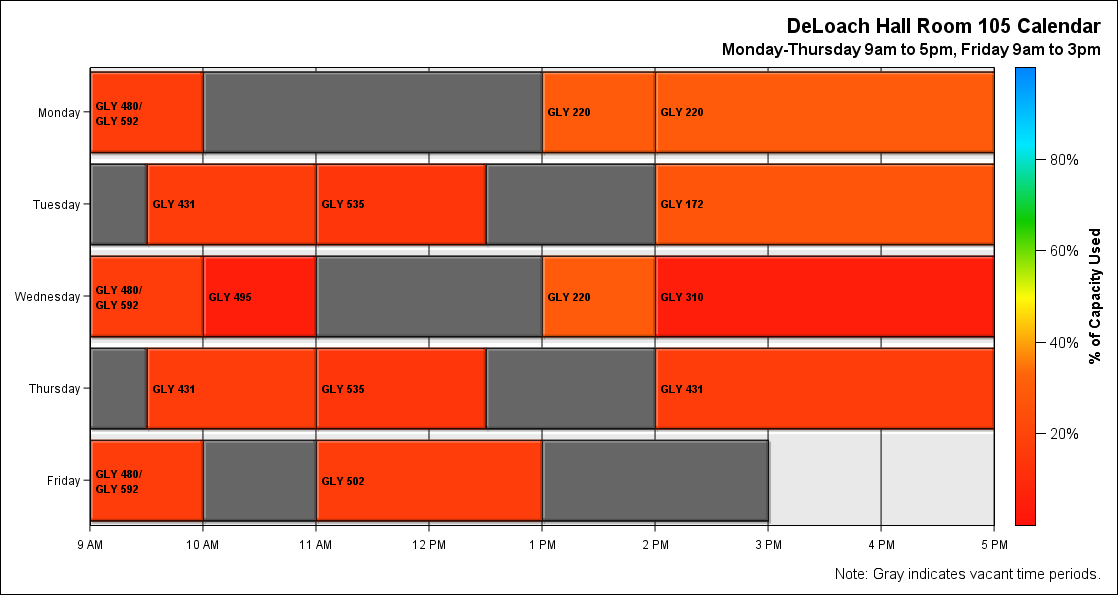 DeLoach Hall Room 105 Calendar
Monday-Thursday 9am to 5pm, Friday 9am to 3pm
Monday
GLY 480/
GLY 592
GLY 220
GLY 220
Tuesday
GLY 431
GLY 535
GLY 172
Wednesday
GLY 480/
GLY 592
GLY 495
GLY 220
GLY 310
Thursday
GLY 431
GLY 535
GLY 431
Friday
GLY 480/
GLY 592
GLY 502
9 AM
10 AM
11 AM
12 PM
1 PM
2 PM
3 PM
4 PM
5 PM
80%
60%
40%
20%
% of Capacity Used
Note: Gray indicates vacant time periods.